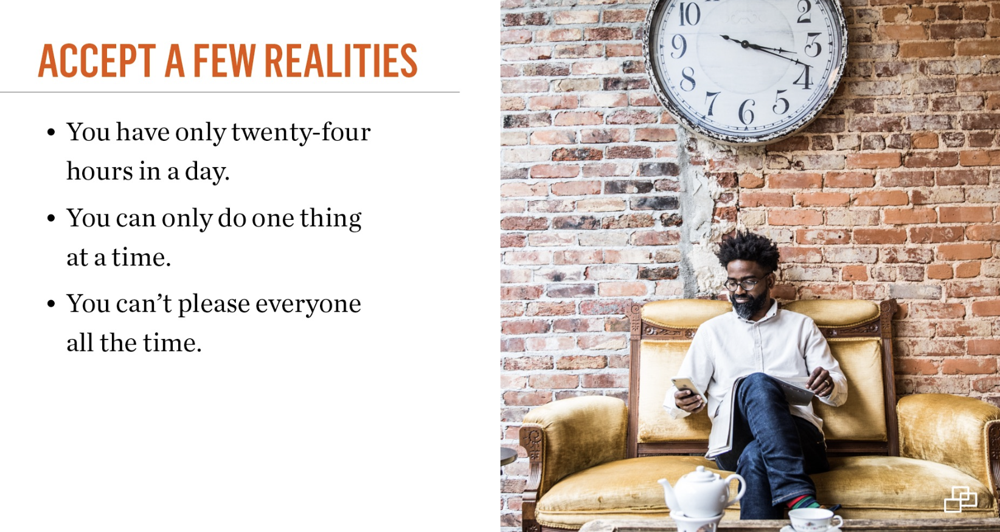 ACCEPT A FEW REALITIES
• You have only twenty-four
hours in a day.
• You can only do one thing
at a time.
• You can’t please everyone
all the time.
10 2
9 3
8 4
7 6 5